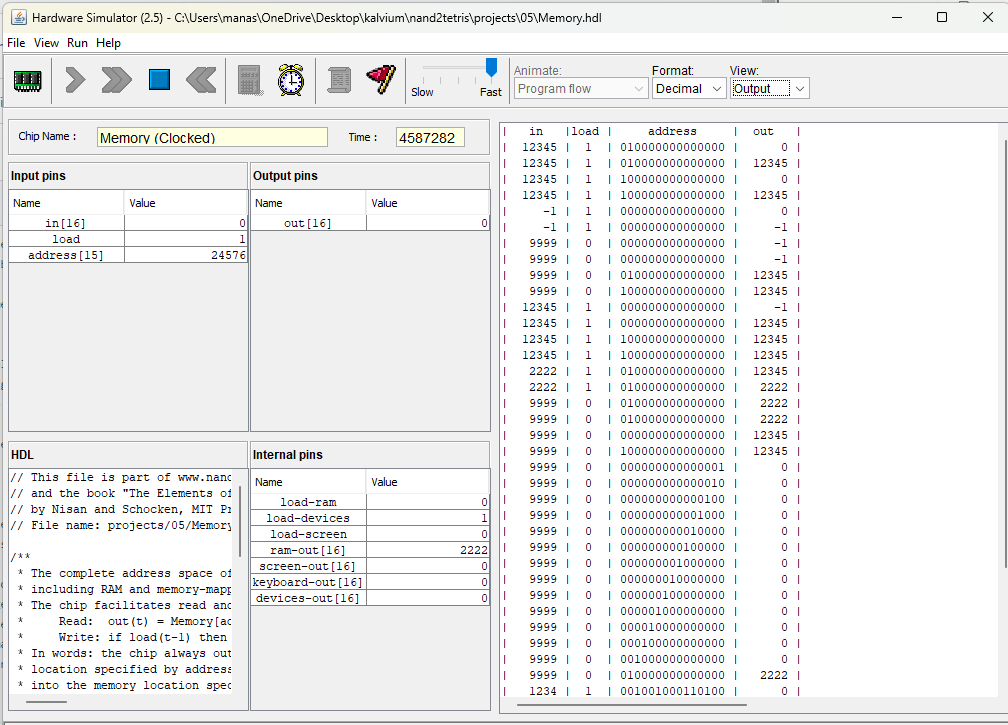 Hardware Simulator (2.5) - C:\Users\manas\OneDrive\Desktop\kalvium\nand2tetris\projects\05\Memory.hdl
File View Run Help
Slow Fast
Animate: Format: View:
Program flow Decimal Output
Chip Name : Memory (Clocked) Time : 4587282
Input pins
Name Value
in[16] 0
load 1
address[15] 24576
Output pins
Name Value
out[16] 0
HDL
// This file is part of www.nand
// and the book "The Elements of
// by Nisan and Schocken, MIT Pr
// File name: projects/05/Memory
/**
* The complete address space of
* including RAM and memory-mapp
* The chip facilitates read and
* Read: out(t) = Memory[ad
* Write: if load(t-1) then
* In words: the chip always out
* location specified by address
* into the memory location spec
Internal pins
Name Value
load-ram 0
load-devices 1
load-screen 0
ram-out[16] 2222
screen-out[16] 0
keyboard-out[16] 0
devices-out[16] 0
| in |load | address | out |
| 12345 | 1 | 010000000000000 | 0 |
| 12345 | 1 | 010000000000000 | 12345 |
| 12345 | 1 | 100000000000000 | 0 |
| 12345 | 1 | 100000000000000 | 12345 |
| -1 | 1 | 000000000000000 | 0 |
| -1 | 1 | 000000000000000 | -1 |
| 9999 | 0 | 000000000000000 | -1 |
| 9999 | 0 | 000000000000000 | -1 |
| 9999 | 0 | 010000000000000 | 12345 |
| 9999 | 0 | 100000000000000 | 12345 |
| 12345 | 1 | 000000000000000 | -1 |
| 12345 | 1 | 000000000000000 | 12345 |
| 12345 | 1 | 100000000000000 | 12345 |
| 12345 | 1 | 100000000000000 | 12345 |
| 2222 | 1 | 010000000000000 | 12345 |
| 2222 | 1 | 010000000000000 | 2222 |
| 9999 | 0 | 010000000000000 | 2222 |
| 9999 | 0 | 010000000000000 | 2222 |
| 9999 | 0 | 000000000000000 | 12345 |
| 9999 | 0 | 100000000000000 | 12345 |
| 9999 | 0 | 000000000000001 | 0 |
| 9999 | 0 | 000000000000010 | 0 |
| 9999 | 0 | 000000000000100 | 0 |
| 9999 | 0 | 000000000001000 | 0 |
| 9999 | 0 | 000000000010000 | 0 |
| 9999 | 0 | 000000000100000 | 0 |
| 9999 | 0 | 000000001000000 | 0 |
| 9999 | 0 | 000000010000000 | 0 |
| 9999 | 0 | 000000100000000 | 0 |
| 9999 | 0 | 000001000000000 | 0 |
| 9999 | 0 | 000010000000000 | 0 |
| 9999 | 0 | 000100000000000 | 0 |
| 9999 | 0 | 001000000000000 | 0 |
| 9999 | 0 | 010000000000000 | 2222 |
| 1234 | 1 | 001001000110100 | 0 |